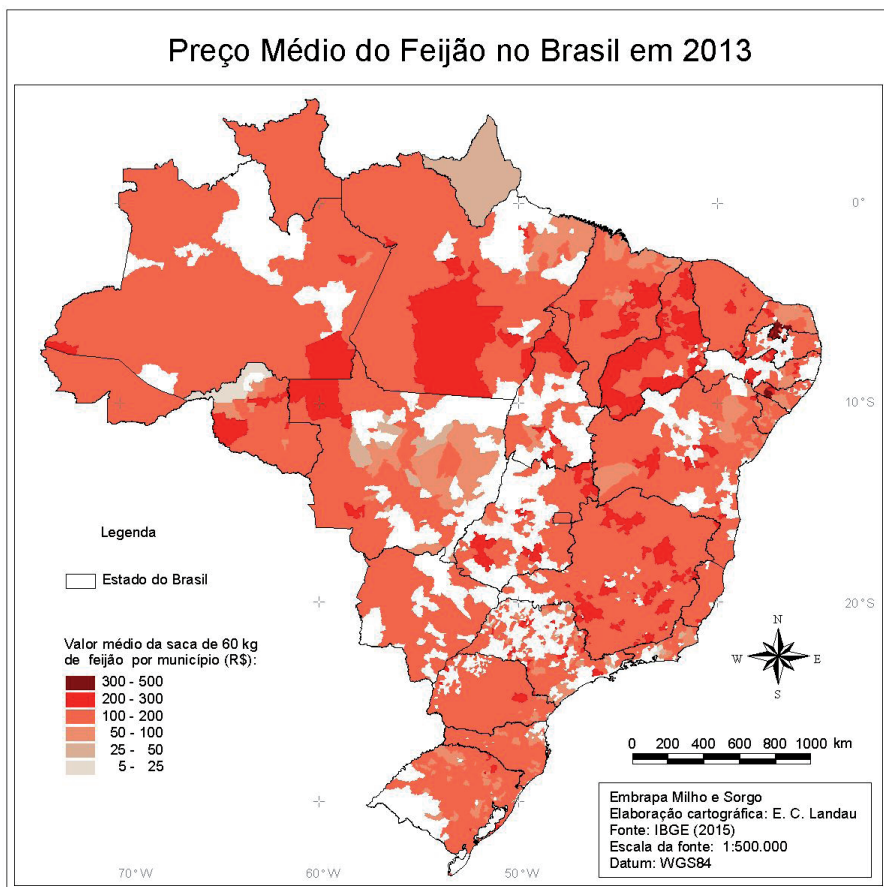 Preço Médio do Feijão no Brasil em 2013
0°
10°S
20°S
70°W
60°W
50°W
Legenda
Estado do Brasil
Valor médio da saca de 60 kg
de feijão por município (R$):
300 - 500
200 - 300
100 - 200
50 - 100
25 - 50
5 - 25
N
W
E
S
0 200 400 600 800 1000 km
Embrapa Milho e Sorgo
Elaboração cartográfica: E. C. Landau
Fonte: IBGE (2015)
Escala da fonte: 1:500.000
Datum: WGS84